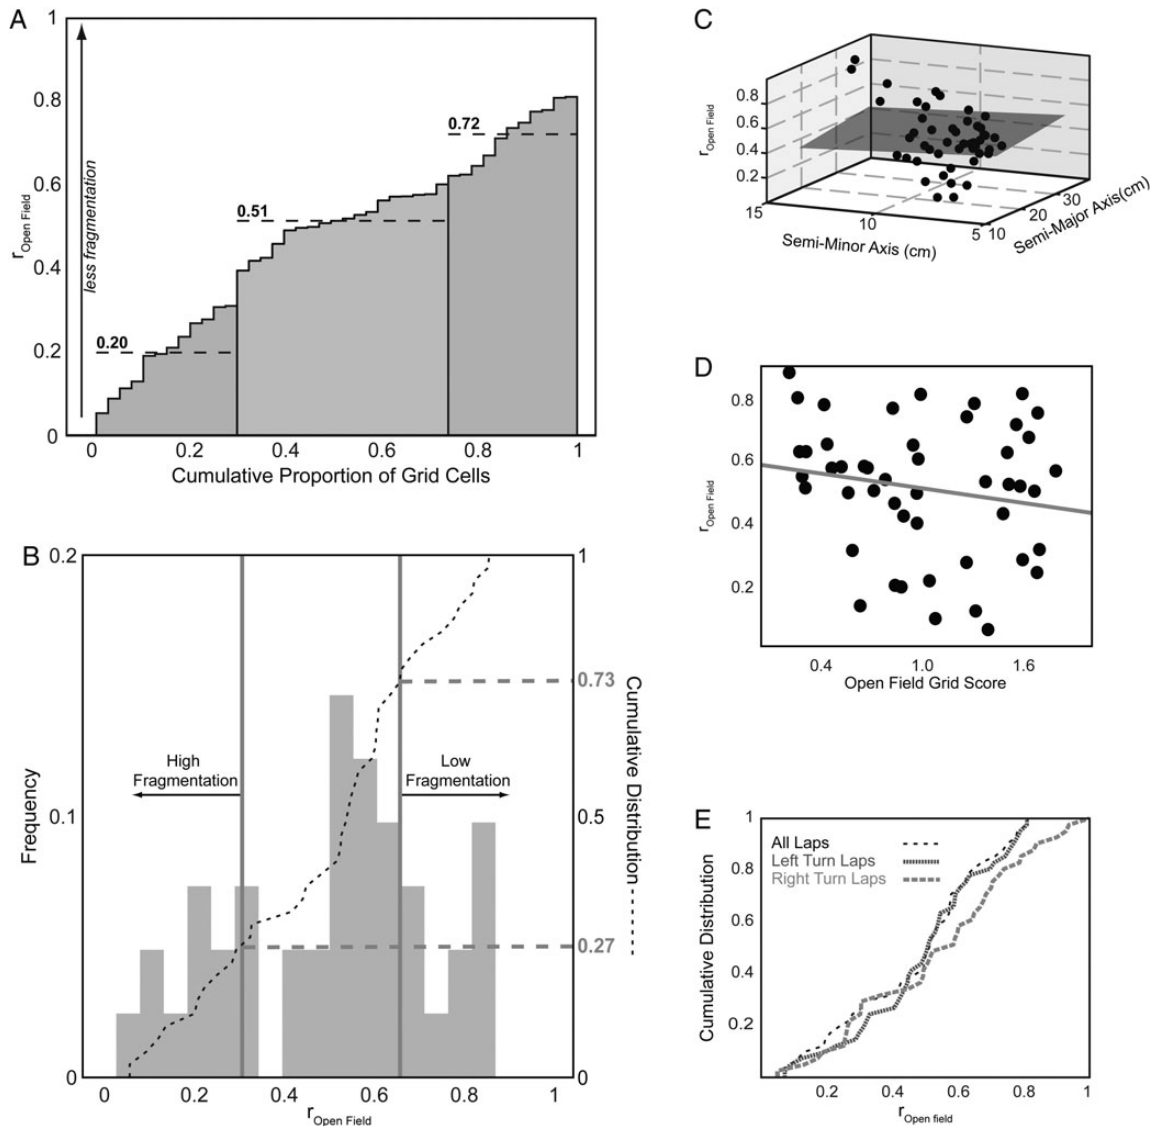 A
1
0.8
0.6
0.4
0.2
0
r Open Field
less fragmentation
0.20
0.51
0.72
0 0.2 0.4 0.6 0.8 1
Cumulative Proportion of Grid Cells
B
0.2
0.1
0
Frequency
High
Fragmentation
Low
Fragmentation
1
0.73
0.5
0.27
0
Cumulative Distribution
0 0.2 0.4 0.6 0.8 1
r Open Field
C
0.8
0.6
0.4
0.2
r Open Field
15 10 5
Semi-Minor Axis (cm)
10 20 30
Semi-Major Axis(cm)
D
0.8
0.6
0.4
0.2
r Open Field
0.4 1.0 1.6
Open Field Grid Score
E
1
0.8
0.6
0.4
0.2
Cumulative Distribution
All Laps
Left Turn Laps
Right Turn Laps
0.2 0.4 0.6 0.8 1
r Open field